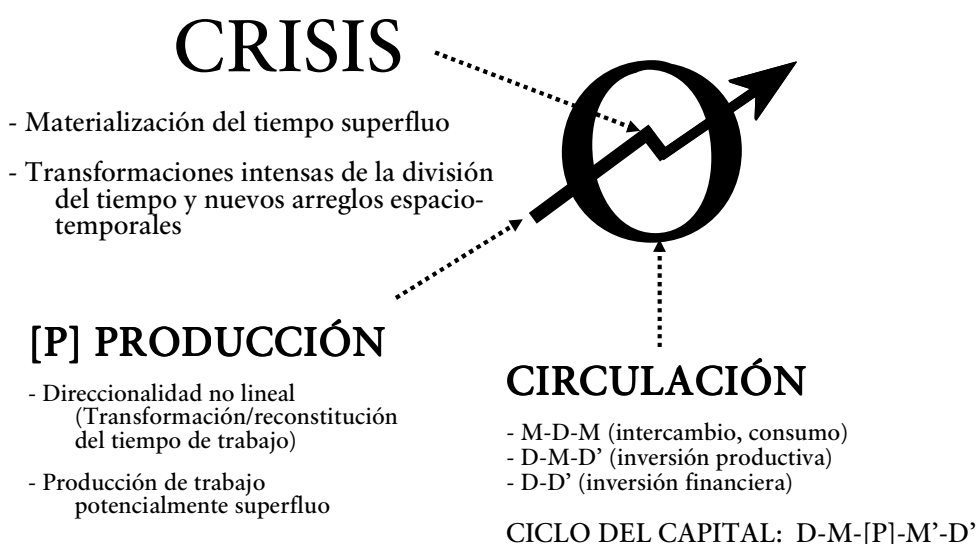 CRISIS
- Materialización del tiempo superfluo
- Transformaciones intensas de la división
del tiempo y nuevos arreglos espacio-
temporales
[P] PRODUCCIÓN
- Direccionalidad no lineal
(Transformación/reconstitución
del tiempo de trabajo)
- Producción de trabajo
potencialmente superfluo
CIRCULACIÓN
- M-D-M (intercambio, consumo)
- D-M-D’ (inversión productiva)
- D-D’ (inversión financiera)
CICLO DEL CAPITAL: D-M-[P]-M’-D’